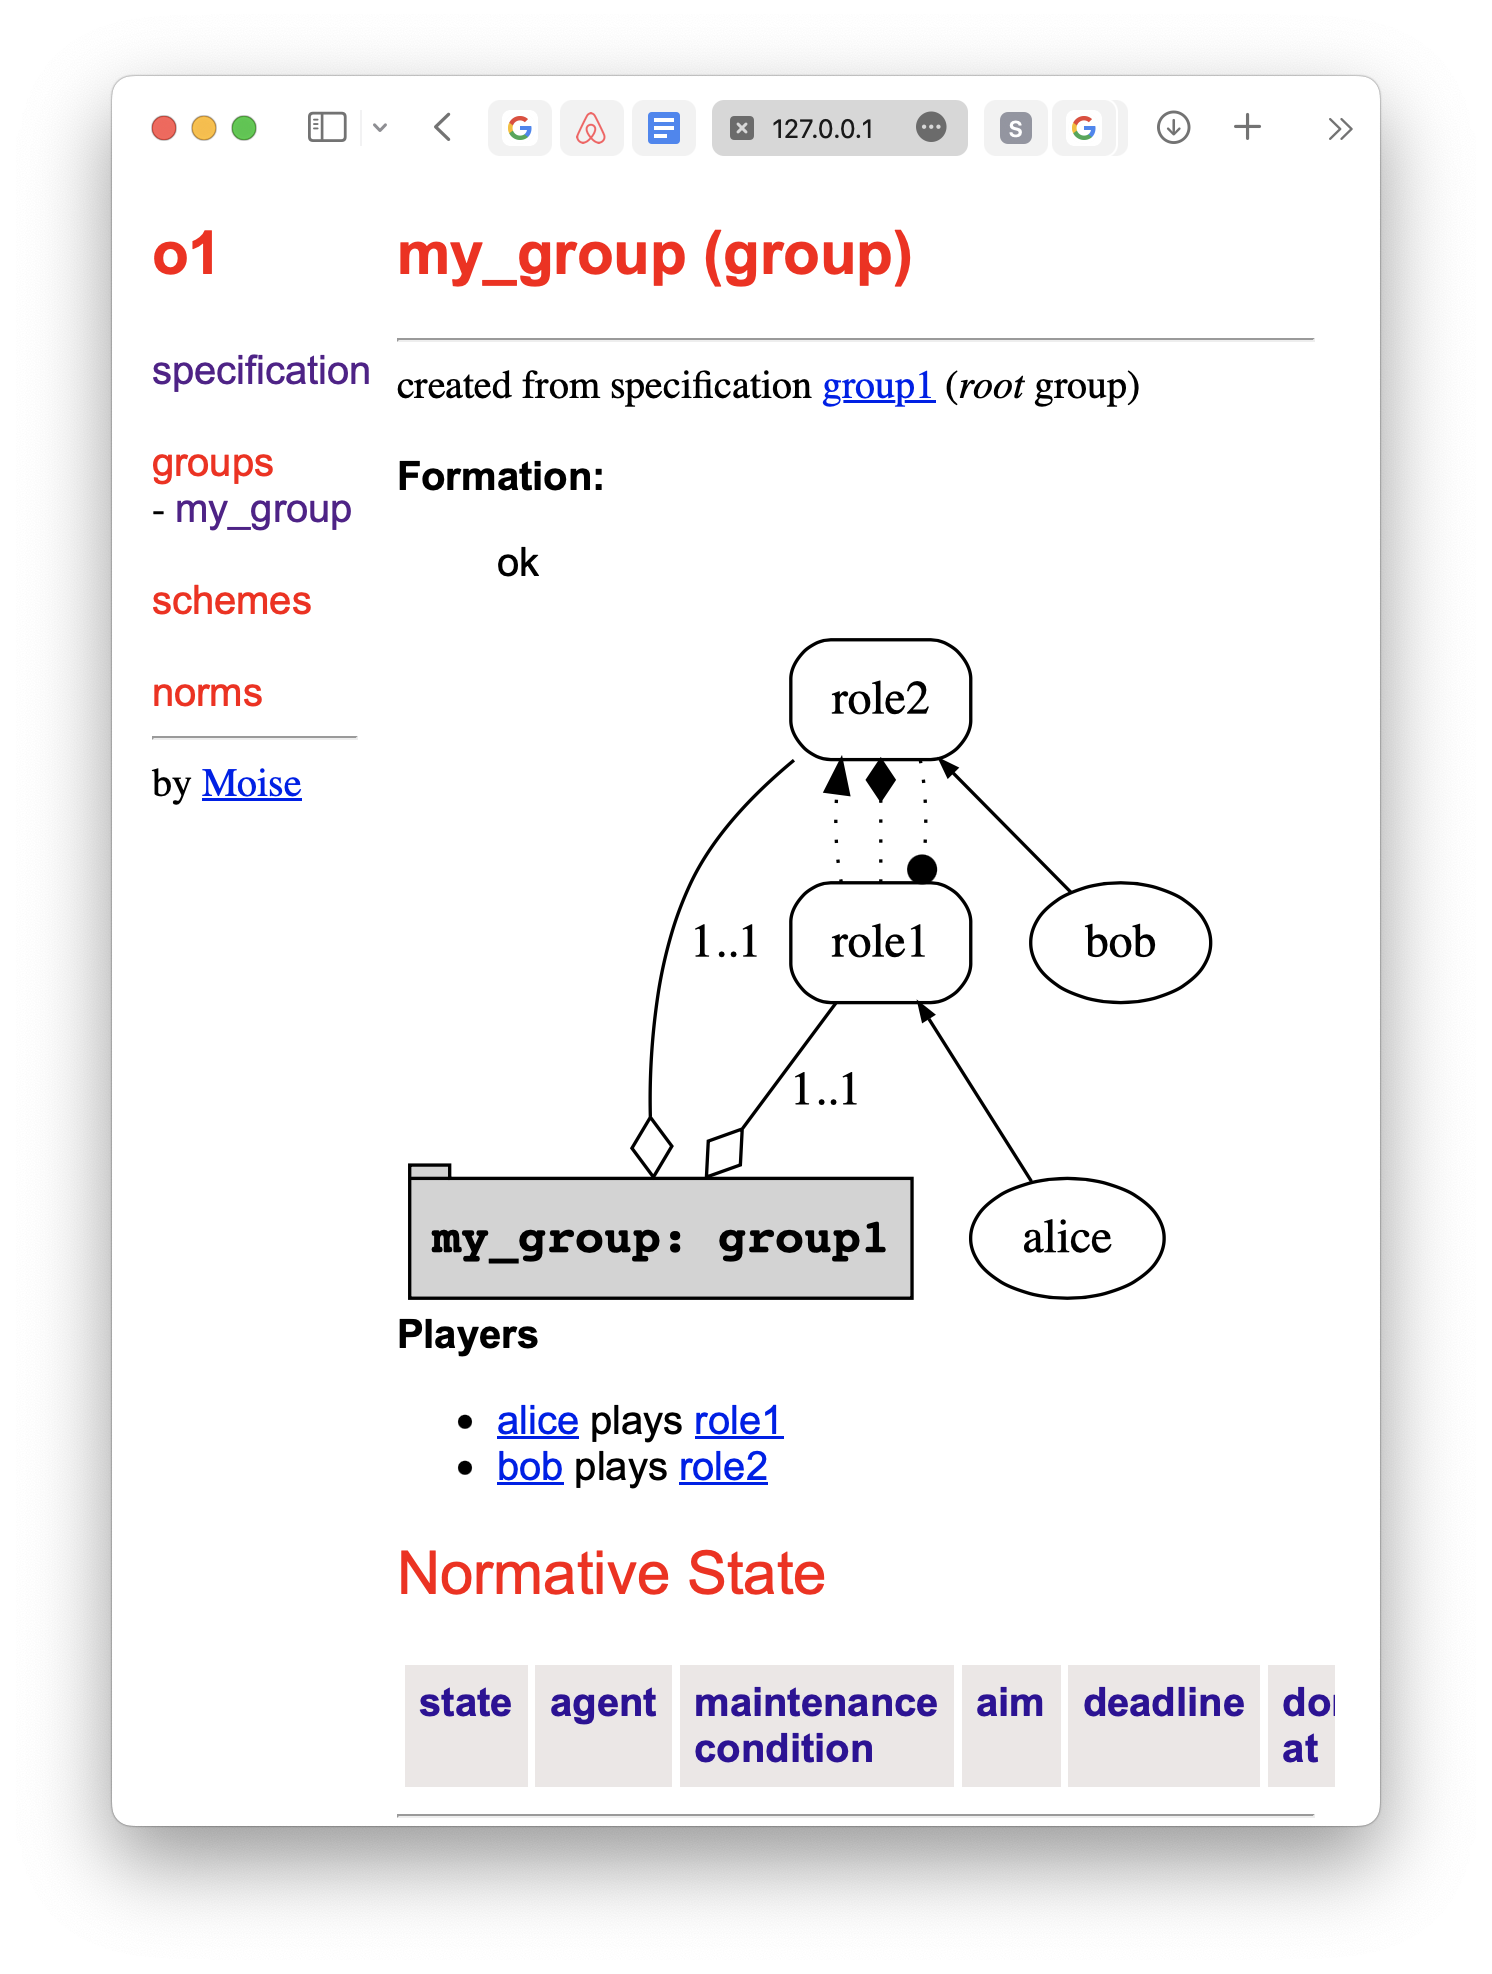 127.0.0.1
S
o1
specification
groups
- my_group
schemes
norms
by Moise
my_group (group)
created from specification group1 (root group)
Formation:
ok
role2
1..1
role1
bob
1..1
my_group: group1
alice
Players
alice plays role1
bob plays role2
Normative State
state agent maintenance condition aim deadline
at